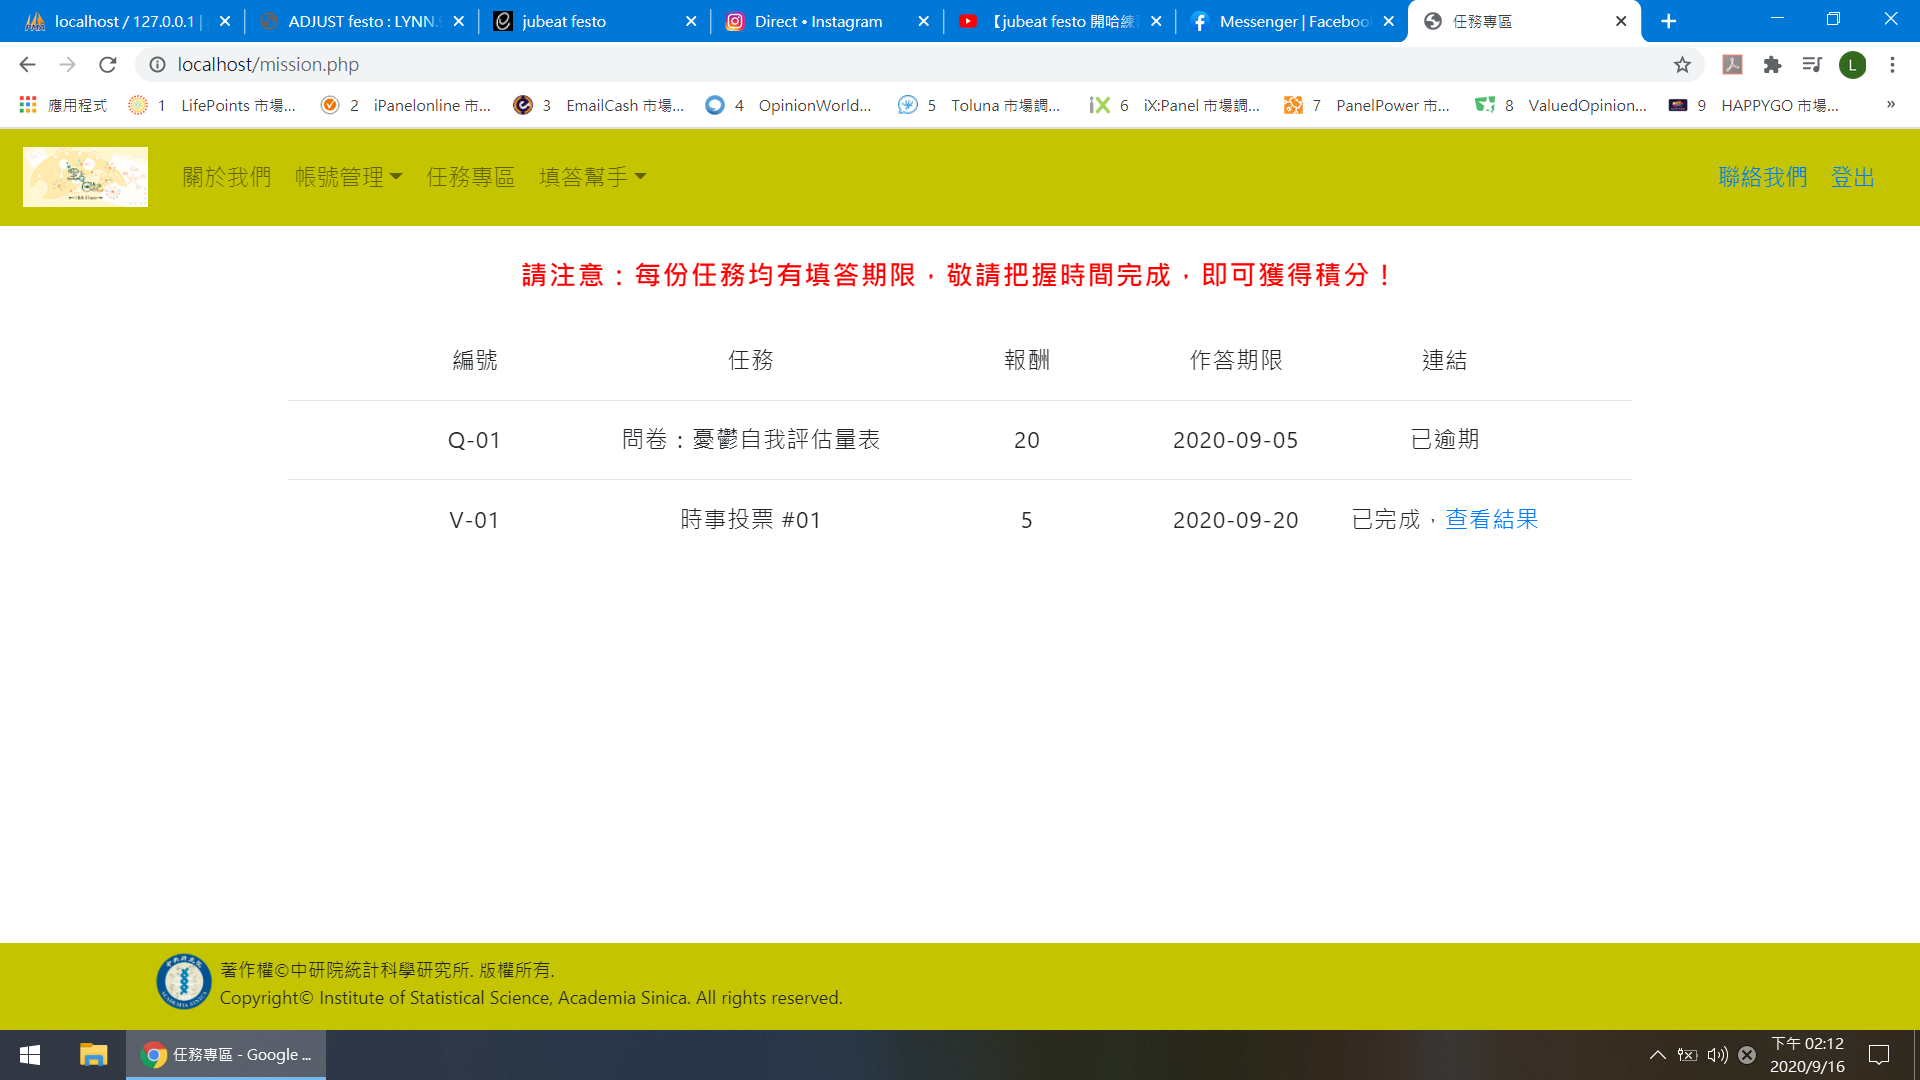 localhost / 127.0.0.1 |
ADJUST festo : LYNN.
jubeat festo
Direct • Instagram
【jubeat festo 開哈練
Messenger | Faceboo
任務專區
localhost/mission.php
L
應用程式
1 LifePoints 市場...
2 iPanelonline 市...
3 EmailCash 市場...
4 OpinionWorld...
5 Toluna 市場調...
6 iX:Panel 市場調...
7 PanelPower 市...
8 ValuedOpinion...
9 HAPPYGO 市場...
»
關於我們 帳號管理 任務專區 填答幫手 聯絡我們 登出
請注意：每份任務均有填答期限，敬請把握時間完成，即可獲得積分！
編號 任務 報酬 作答期限 連結
Q-01 問卷：憂鬱自我評估量表 20 2020-09-05 已逾期
V-01 時事投票 #01 5 2020-09-20 已完成，查看結果
著作權©中研院統計科學研究所. 版權所有.
Copyright© Institute of Statistical Science, Academia Sinica. All rights reserved.
任務專區 - Google ...
下午 02:12
2020/9/16